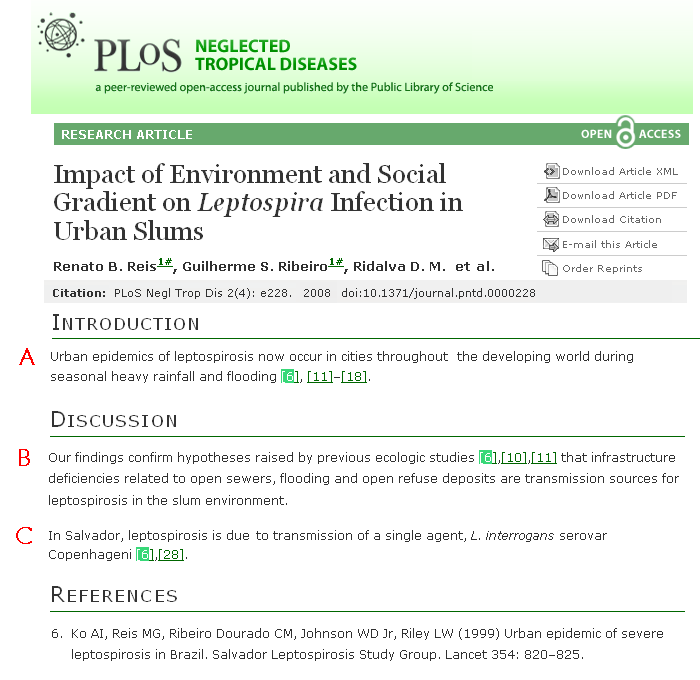 PLoS NEGLECTED
TROPICAL DISEASES
a peer-reviewed open-access journal published by the Public Library of Science
RESEARCH ARTICLE
OPEN ACCESS
Impact of Environment and Social
Gradient on Leptospira Infection in
Urban Slums
Download Article XML
Download Article PDF
Download Citation
E-mail this Article
Order Reprints
Renato B. Reis1#, Guilherme S. Ribeiro1#, Ridalva D. M. et al.
Citation: PLoS Negl Trop Dis 2(4): e228. 2008 doi:10.1371/journal.pntd.0000228
INTRODUCTION
A Urban epidemics of leptospirosis now occur in cities throughout the developing world during
seasonal heavy rainfall and flooding [6], [11]–[18].
DISCUSSION
B Our findings confirm hypotheses raised by previous ecologic studies [6],[10],[11] that infrastructure
deficiencies related to open sewers, flooding and open refuse deposits are transmission sources for
leptospirosis in the slum environment.
C In Salvador, leptospirosis is due to transmission of a single agent, L. interrogans serovar
Copenhageni [6],[28].
REFERENCES
6. Ko AI, Reis MG, Ribeiro Dourado CM, Johnson WD Jr, Riley LW (1999) Urban epidemic of severe
leptospirosis in Brazil. Salvador Leptospirosis Study Group. Lancet 354: 820–825.